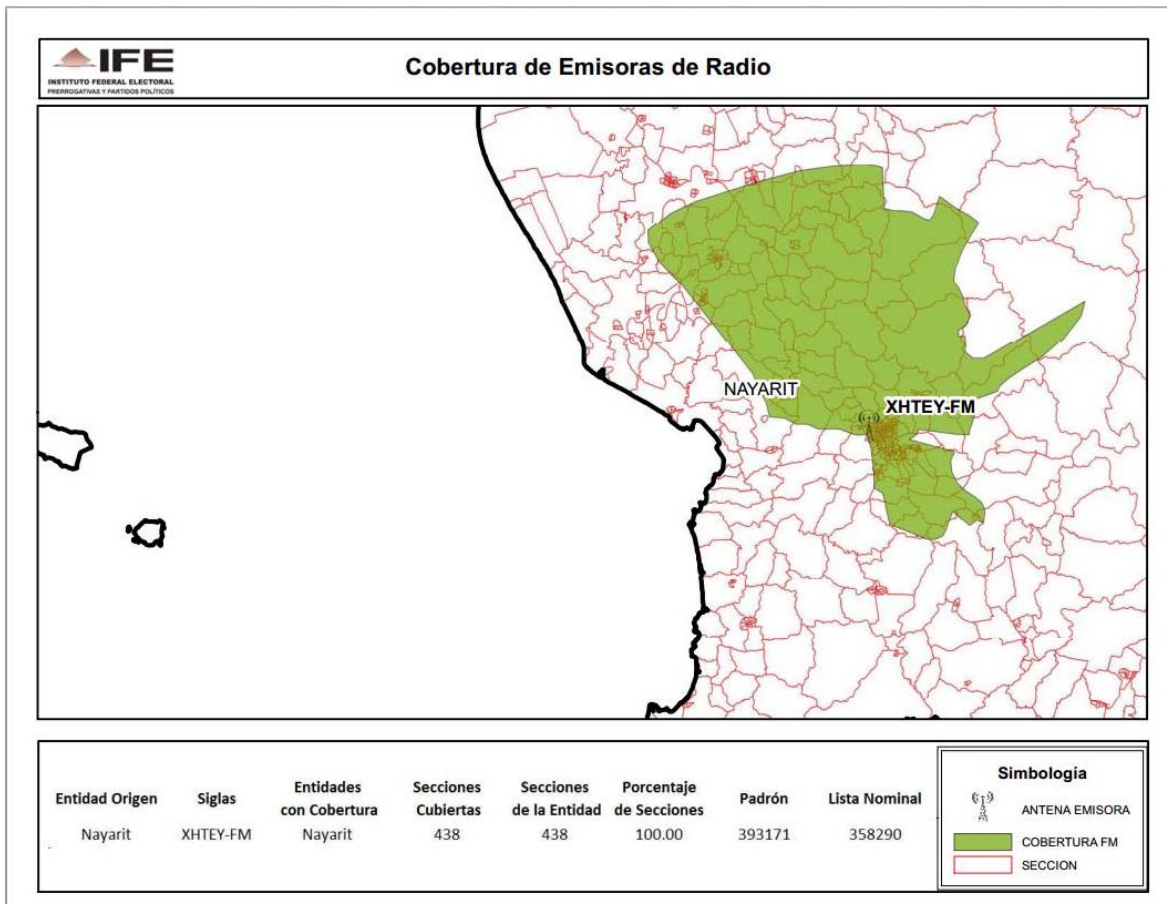 IFE
INSTITUTO FEDERAL ELECTORAL
PRERROGATIVAS Y PARTIDOS POLÍTICOS
Cobertura de Emisoras de Radio
NAYARIT
XHTEY-FM
Entidad Origen Siglas Entidades con Cobertura Secciones Cubiertas Secciones de la Entidad Porcentaje de Secciones Padrón Lista Nominal
Nayarit XHTEY-FM Nayarit 438 438 100.00 393171 358290
Simbología
ANTENA EMISORA
COBERTURA FM
SECCION